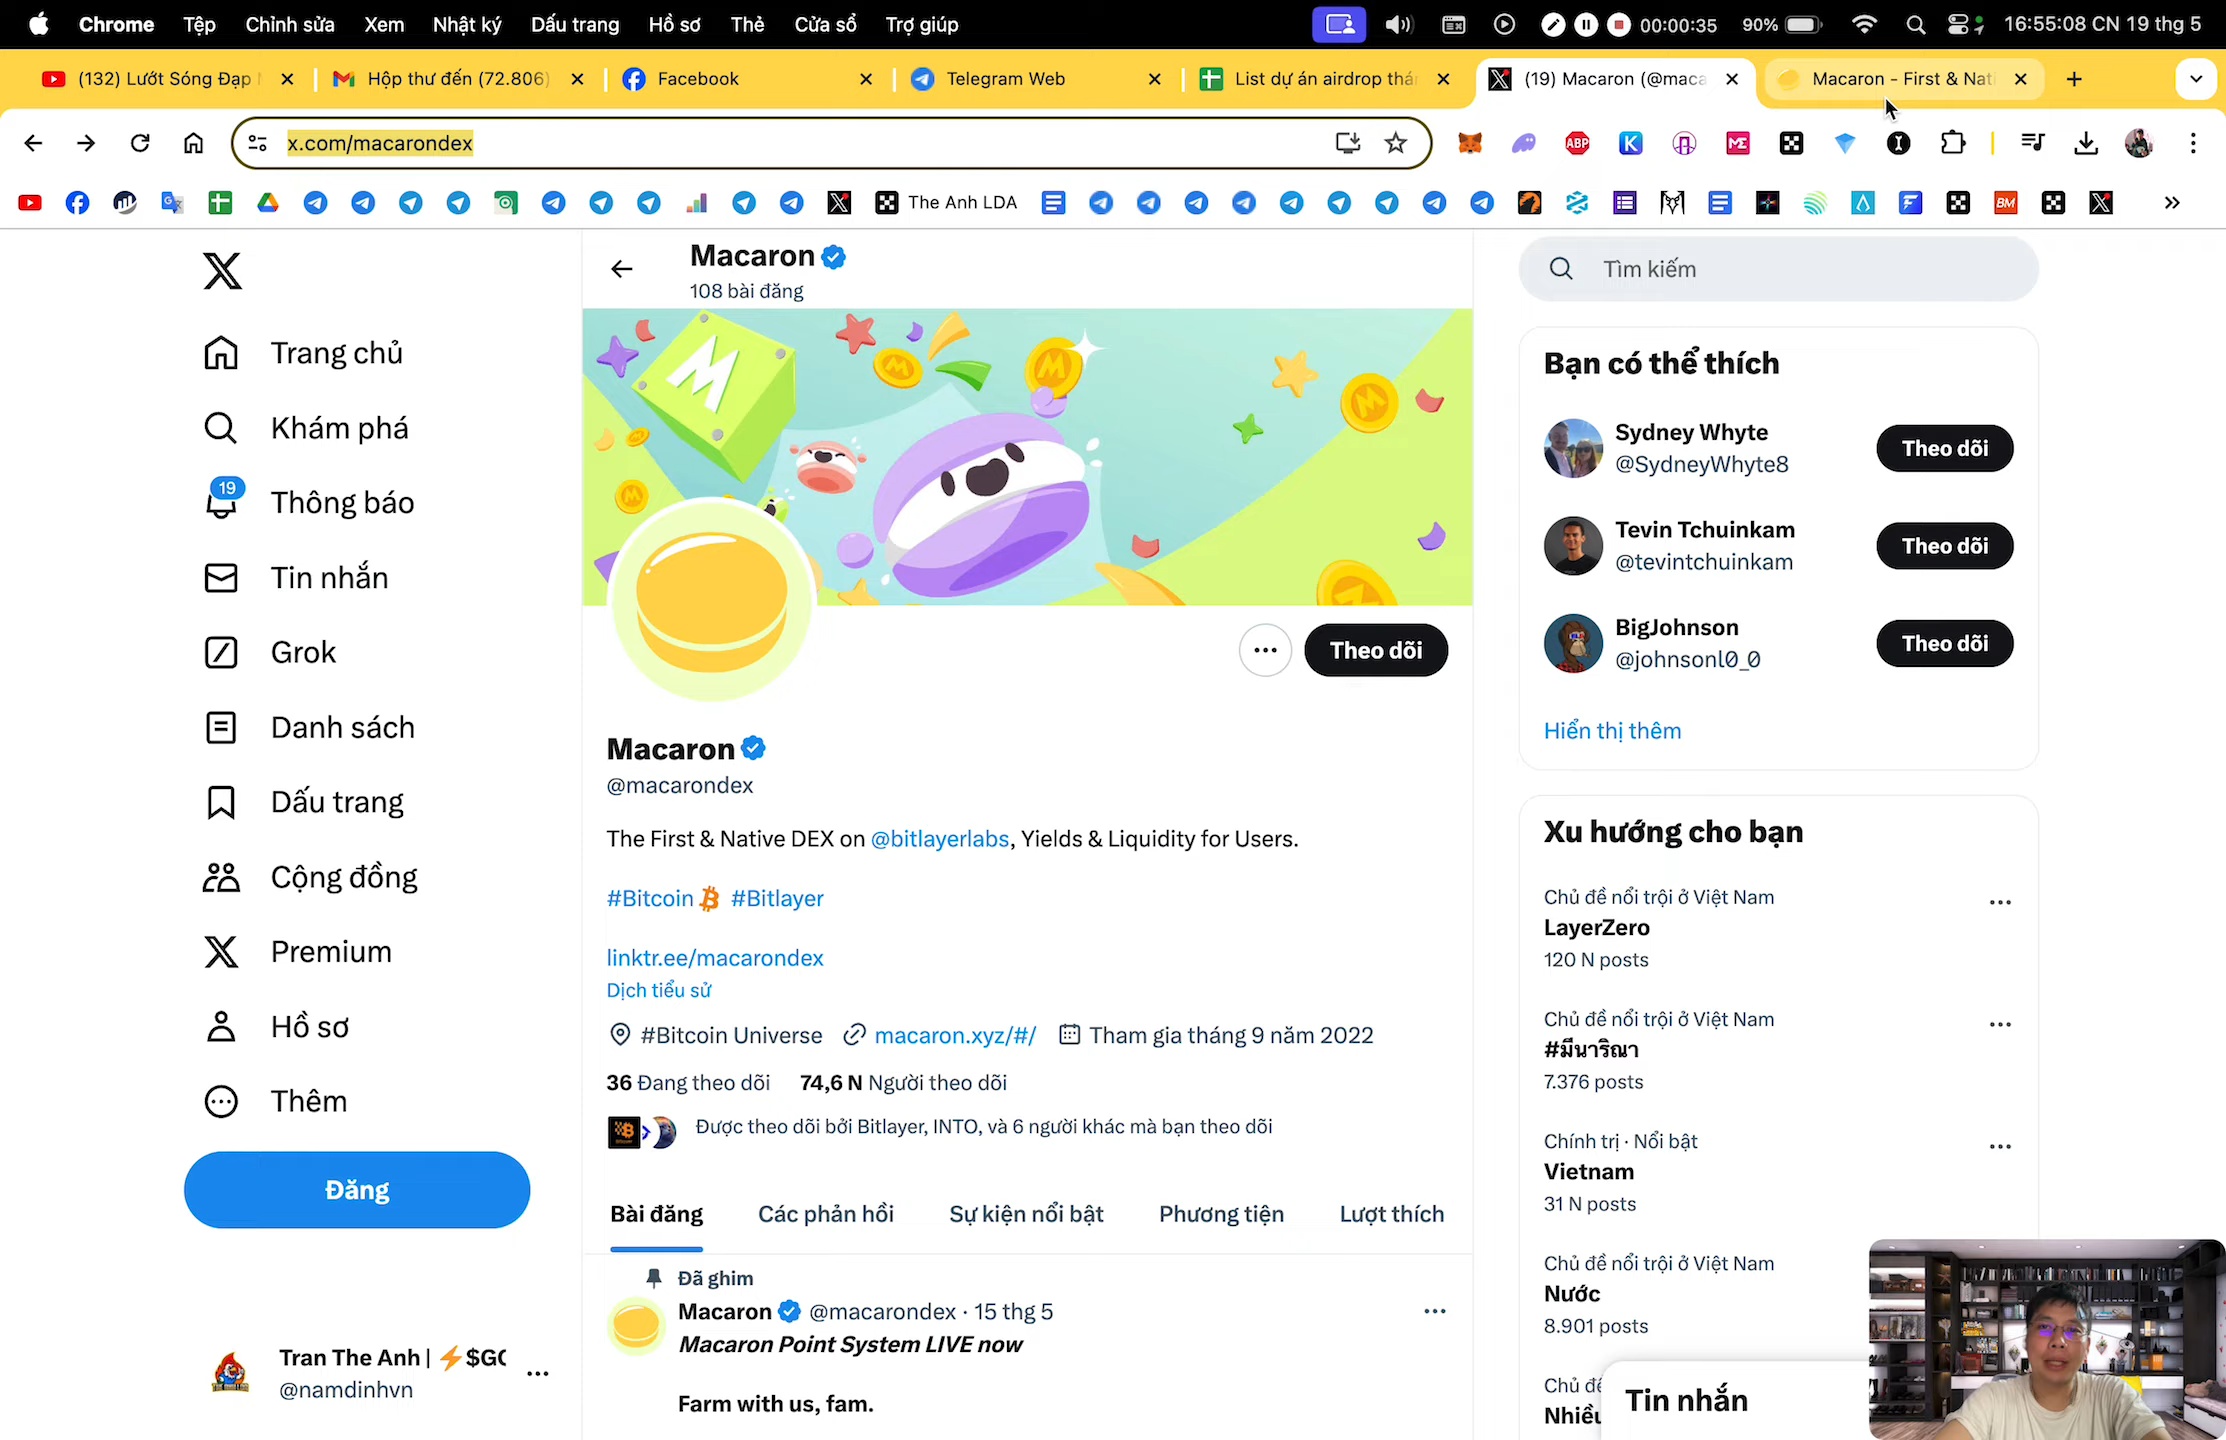 Chrome Tệp Chỉnh sửa Xem Nhật ký Dấu trang Hồ sơ Thẻ Cửa sổ Trợ giúp 00:00:35 90% 16:55:08 CN 19 thg 5
(132) Lướt Sóng Đạp Hộp thư đến (72.806) Facebook Telegram Web List dự án airdrop thá (19) Macaron (@maca Macaron - First & Nati
x.com/macarondex
The Anh LDA
Trang chủ
Khám phá
19
Thông báo
Tin nhắn
Grok
Danh sách
Dấu trang
Cộng đồng
Premium
Hồ sơ
Thêm
Đăng
Tran The Anh | ⚡$GO
@namdinhvn
Macaron
108 bài đăng
Theo dõi
Macaron
@macarondex
The First & Native DEX on @bitlayerlabs, Yields & Liquidity for Users.
#Bitcoin #Bitlayer
linktr.ee/macarondex
Dịch tiểu sử
#Bitcoin Universe macaron.xyz/#/ Tham gia tháng 9 năm 2022
36 Đang theo dõi 74,6 N Người theo dõi
Được theo dõi bởi Bitlayer, INTO, và 6 người khác mà bạn theo dõi
Bài đăng Các phản hồi Sự kiện nổi bật Phương tiện Lượt thích
Đã ghim
Macaron @macarondex · 15 thg 5
Macaron Point System LIVE now
Farm with us, fam.
Tìm kiếm
Bạn có thể thích
Sydney Whyte
@SydneyWhyte8
Theo dõi
Tevin Tchuinkam
@tevintchuinkam
Theo dõi
BigJohnson
@johnsonl0_0
Theo dõi
Hiển thị thêm
Xu hướng cho bạn
Chủ đề nổi trội ở Việt Nam
LayerZero
120 N posts
Chủ đề nổi trội ở Việt Nam
#มีนาริณา
7.376 posts
Chính trị · Nổi bật
Vietnam
31 N posts
Chủ đề nổi trội ở Việt Nam
Nước
8.901 posts
Chủ đề
Nhiều
Tin nhắn